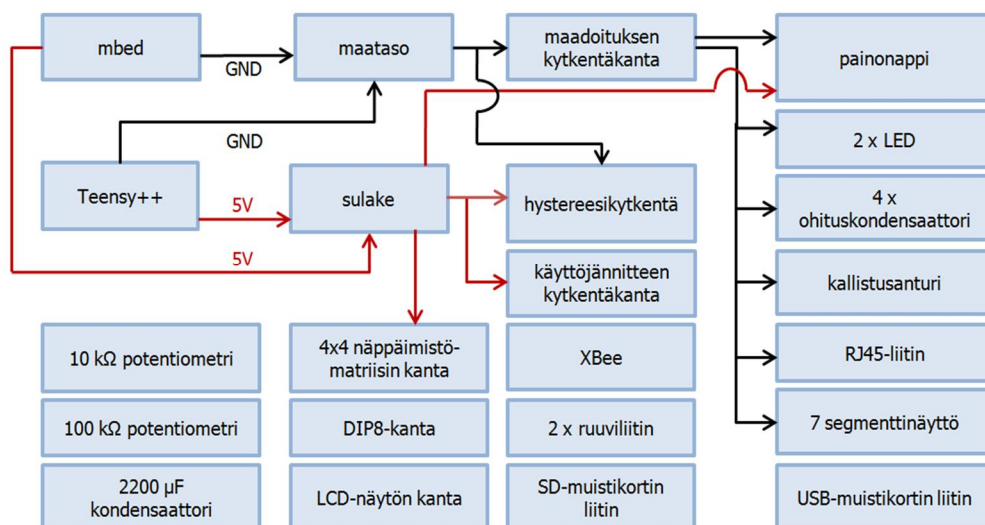 mbed
GND
maataso
maadoituksen
kytkentäkanta
painonappi
GND
2 x LED
Teensy++
5V
sulake
hystereesikytkentä
4 x
ohituskondensaattori
5V
käyttöjännitteen
kytkentäkanta
kallistusanturi
10 kΩ potentiometri
4x4 näppäimistö-
matriisin kanta
XBee
RJ45-liitin
100 kΩ potentiometri
DIP8-kanta
2 x ruuviliitin
7 segmenttinäyttö
2200 µF
kondensaattori
LCD-näytön kanta
SD-muistikortin
liitin
USB-muistikortin liitin